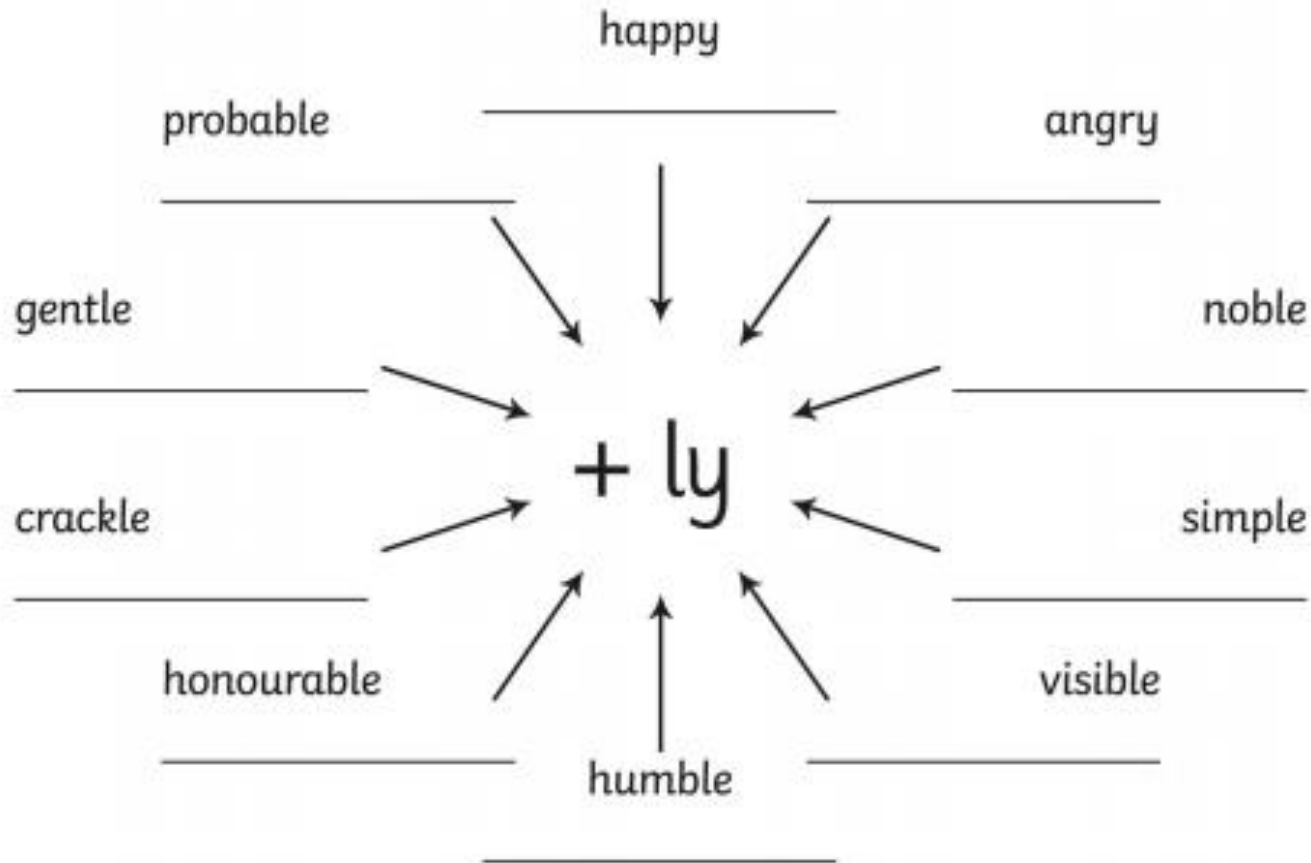 happy
probable
angry
gentle
noble
+ ly
crackle
simple
honourable
visible
humble